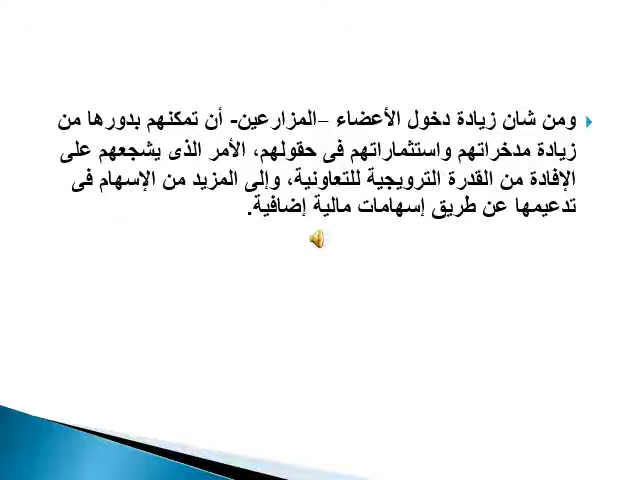 ومن شان زيادة دخول الأعضاء –المزارعين- أن تمكنهم بدورها من
زيادة مدخراتهم واستثماراتهم فى حقولهم، الأمر الذى يشجعهم على
الإفادة من القدرة الترويجية للتعاونية، وإلى المزيد من الإسهام فى
تدعيمها عن طريق إسهامات مالية إضافية.